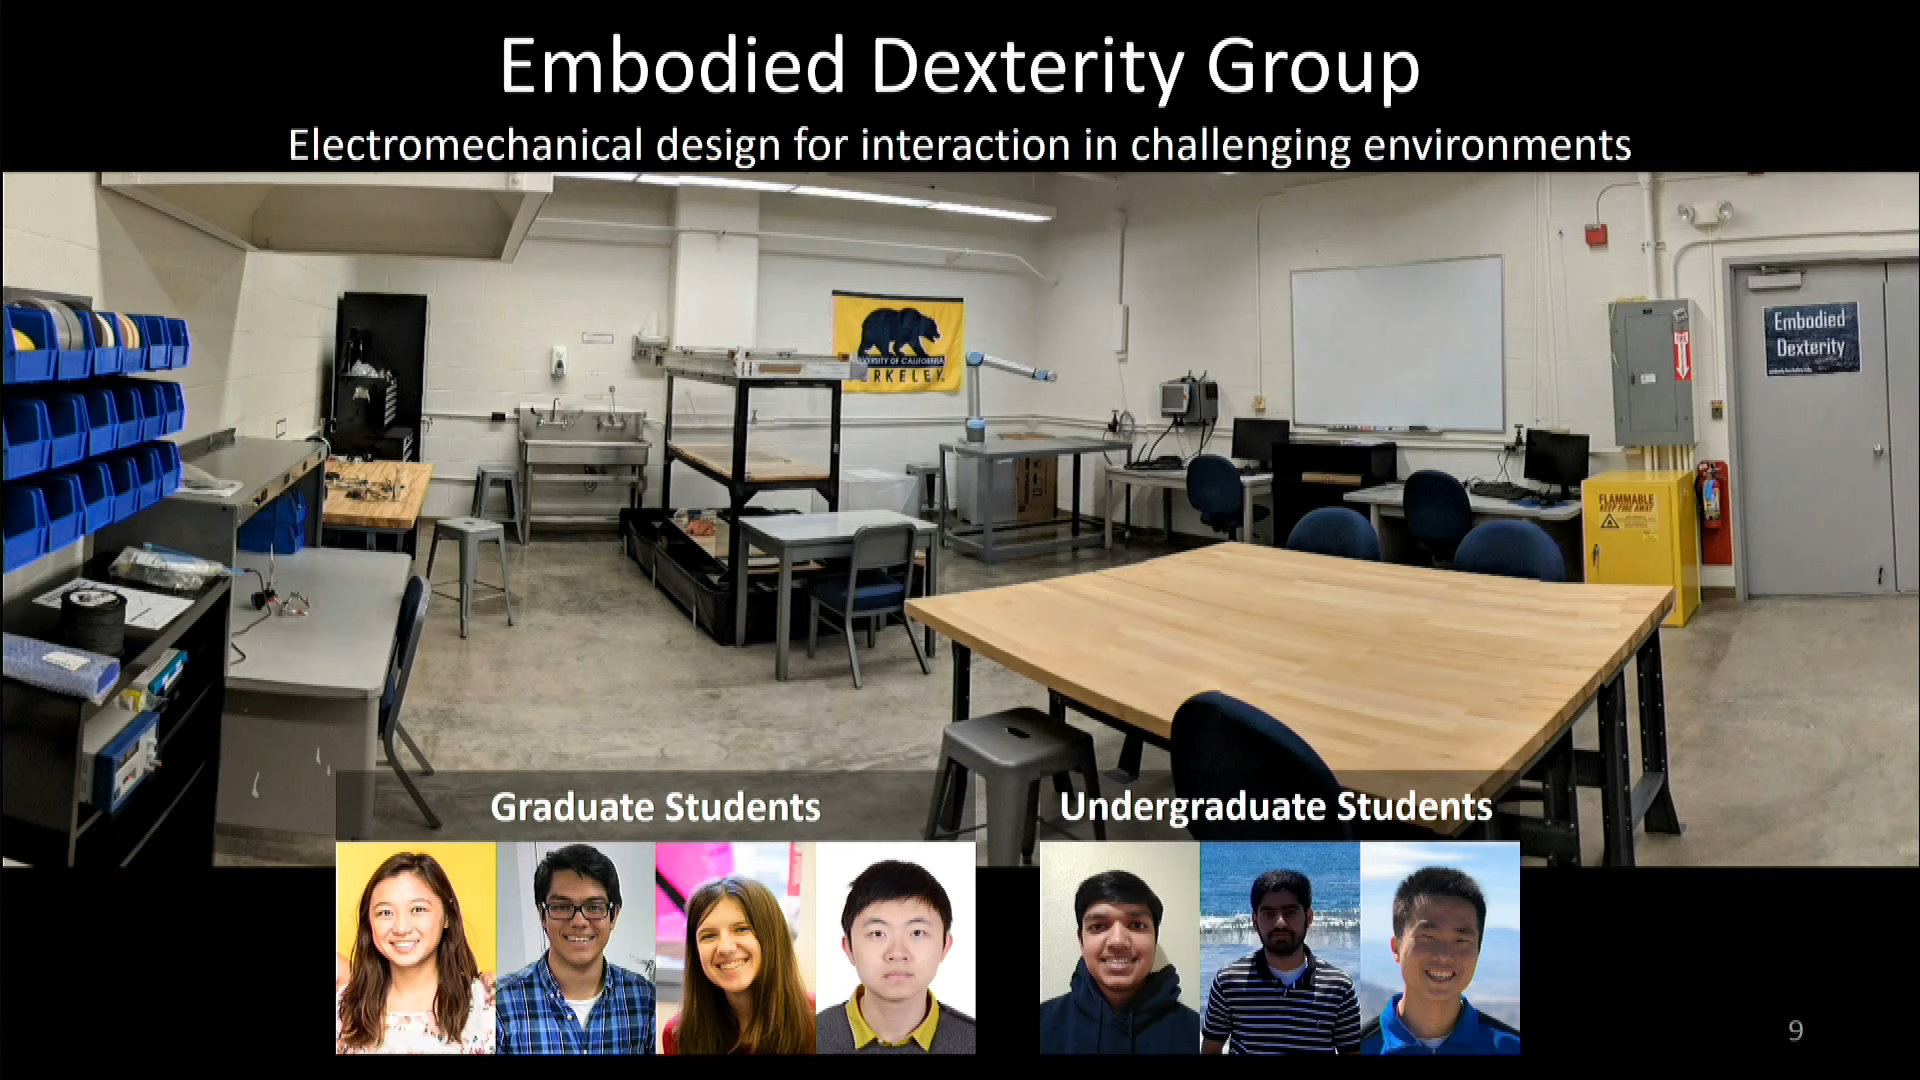 Embodied Dexterity Group
Electromechanical design for interaction in challenging environments
UNIVERSITY OF CALIFORNIA
BERKELEY
Embodied
Dexterity
FLAMMABLE
KEEP FIRE AWAY
Graduate Students
Undergraduate Students
9